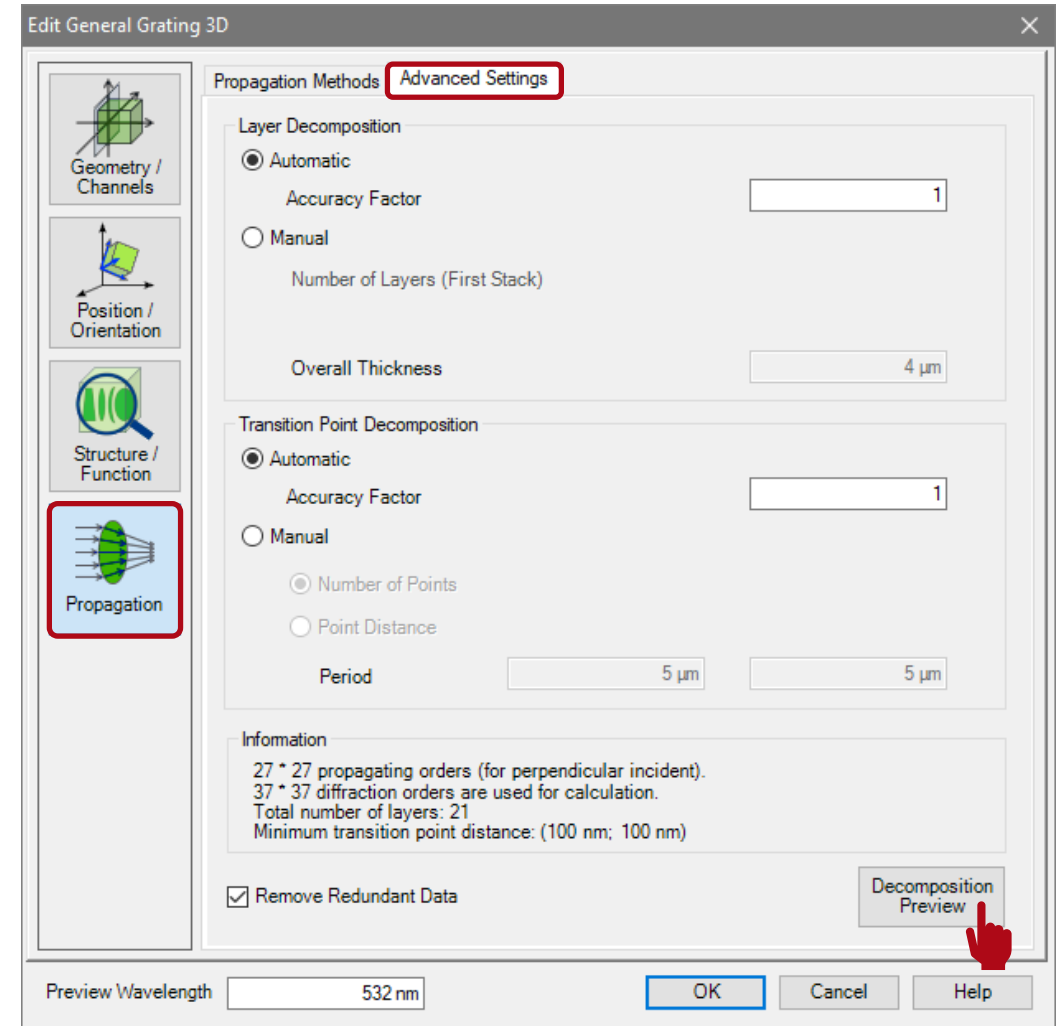 Edit General Grating 3D
Geometry /
Channels
Position /
Orientation
Structure /
Function
Propagation
Propagation Methods
Advanced Settings
Layer Decomposition
Automatic
Accuracy Factor 1
Manual
Number of Layers (First Stack)
Overall Thickness 4 µm
Transition Point Decomposition
Automatic
Accuracy Factor 1
Manual
Number of Points
Point Distance
Period 5 µm 5 µm
Information
27 * 27 propagating orders (for perpendicular incident).
37 * 37 diffraction orders are used for calculation.
Total number of layers: 21
Minimum transition point distance: (100 nm; 100 nm)
Remove Redundant Data
Decomposition
Preview
Preview Wavelength 532 nm
OK Cancel Help